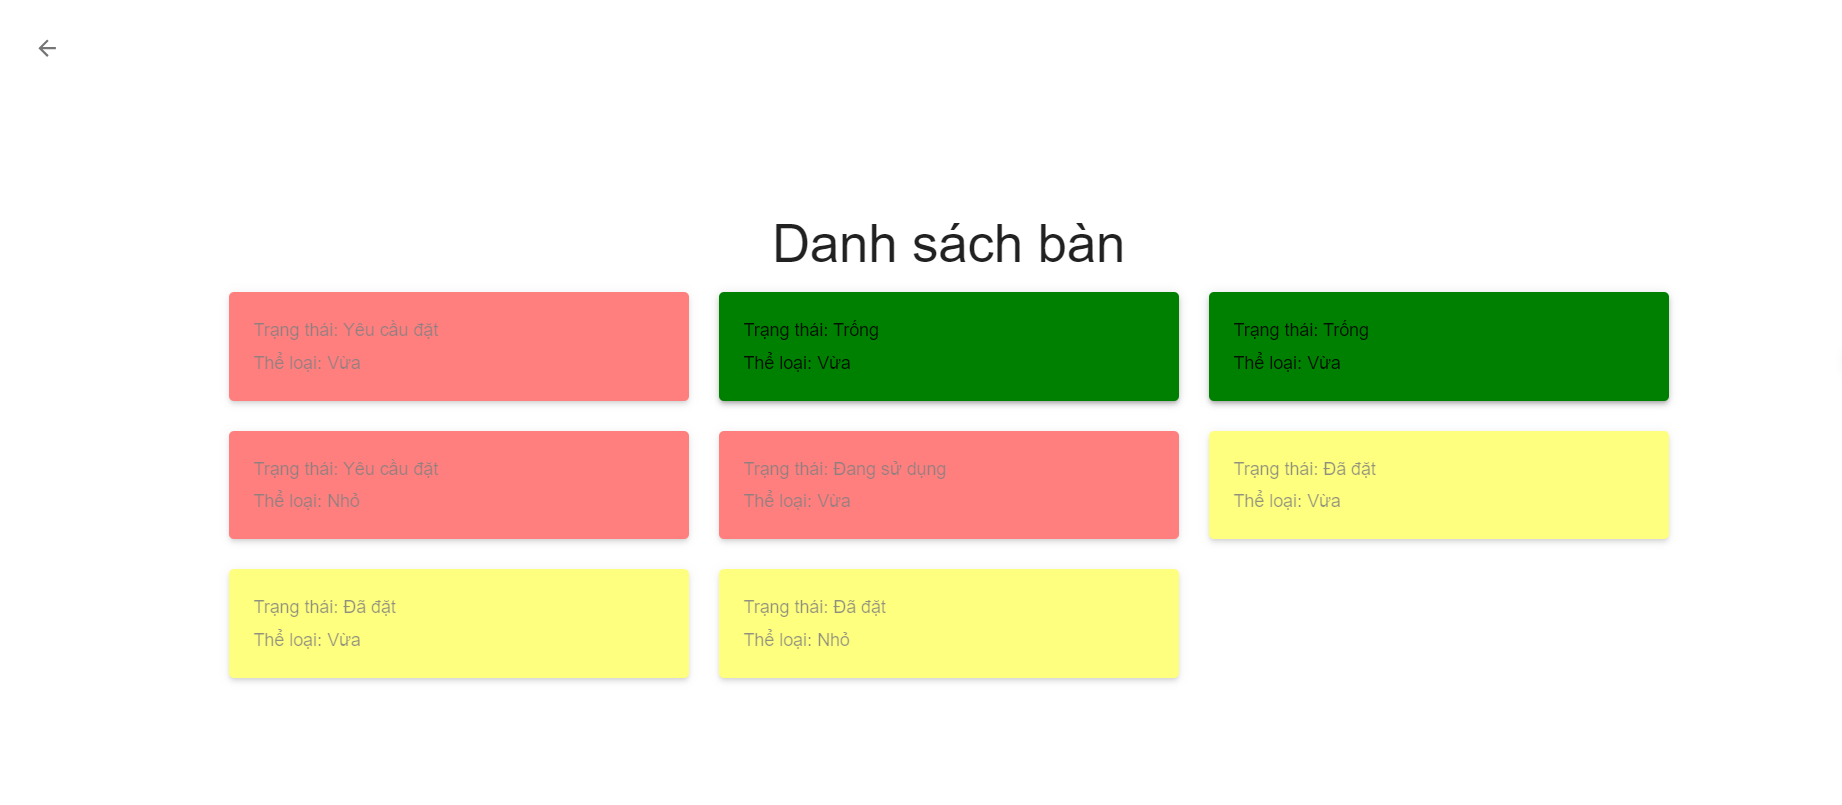 Danh sách bàn
Trạng thái: Yêu cầu đặt
Thể loại: Vừa
Trạng thái: Trống
Thể loại: Vừa
Trạng thái: Trống
Thể loại: Vừa
Trạng thái: Yêu cầu đặt
Thể loại: Nhỏ
Trạng thái: Đang sử dụng
Thể loại: Vừa
Trạng thái: Đã đặt
Thể loại: Vừa
Trạng thái: Đã đặt
Thể loại: Vừa
Trạng thái: Đã đặt
Thể loại: Nhỏ